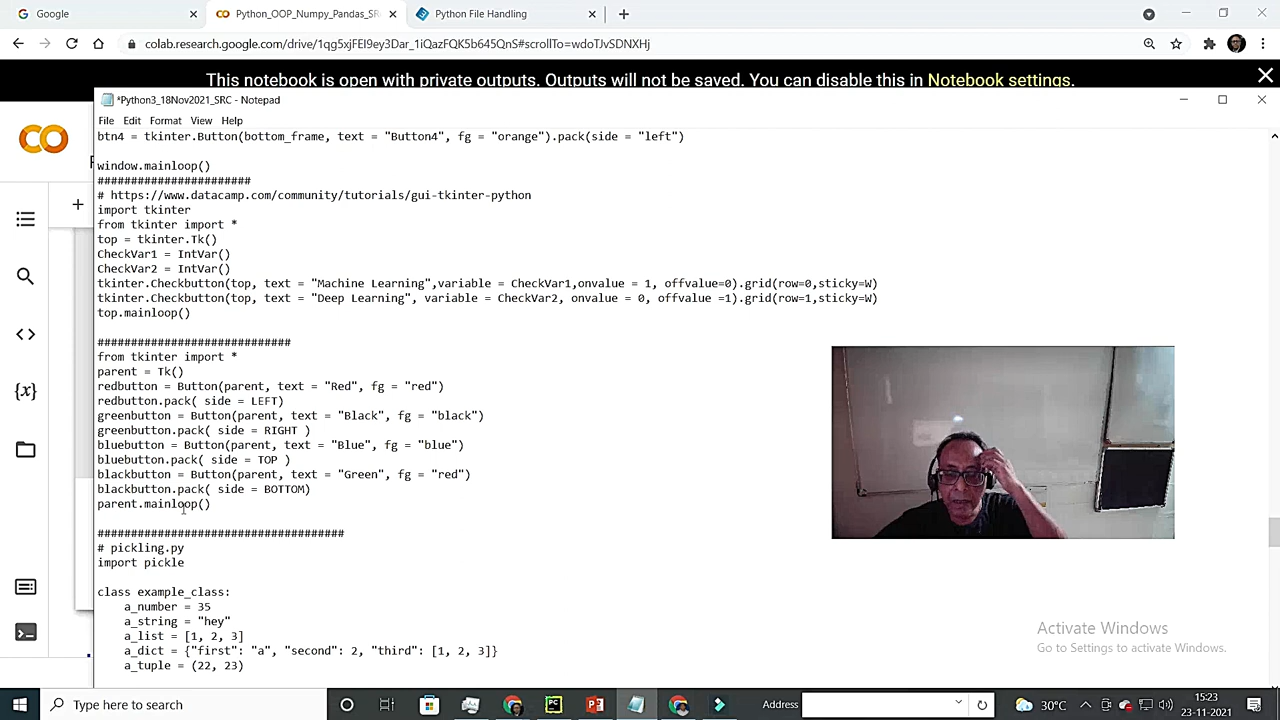 Google
Python_OOP_Numpy_Pandas_SR
Python File Handling
colab.research.google.com/drive/1qg5xjFEI9ey3Dar_1iQazFQK5b645QnS#scrollTo=wdoTJvSDNXHj
This notebook is open with private outputs. Outputs will not be saved. You can disable this in Notebook settings.
*Python3_18Nov2021_SRC - Notepad
File Edit Format View Help
btn4 = tkinter.Button(bottom_frame, text = "Button4", fg = "orange").pack(side = "left")
window.mainloop()
#######################
# https://www.datacamp.com/community/tutorials/gui-tkinter-python
import tkinter
from tkinter import *
top = tkinter.Tk()
CheckVar1 = IntVar()
CheckVar2 = IntVar()
tkinter.Checkbutton(top, text = "Machine Learning",variable = CheckVar1,onvalue = 1, offvalue=0).grid(row=0,sticky=W)
tkinter.Checkbutton(top, text = "Deep Learning", variable = CheckVar2, onvalue = 0, offvalue =1).grid(row=1,sticky=W)
top.mainloop()
#############################
from tkinter import *
parent = Tk()
redbutton = Button(parent, text = "Red", fg = "red")
redbutton.pack( side = LEFT)
greenbutton = Button(parent, text = "Black", fg = "black")
greenbutton.pack( side = RIGHT )
bluebutton = Button(parent, text = "Blue", fg = "blue")
bluebutton.pack( side = TOP )
blackbutton = Button(parent, text = "Green", fg = "red")
blackbutton.pack( side = BOTTOM)
parent.mainloop()
#####################################
# pickling.py
import pickle
class example_class:
a_number = 35
a_string = "hey"
a_list = [1, 2, 3]
a_dict = {"first": "a", "second": 2, "third": [1, 2, 3]}
a_tuple = (22, 23)
Activate Windows
Go to Settings to activate Windows.
Type here to search
Address
30°C
15:23
23-11-2021